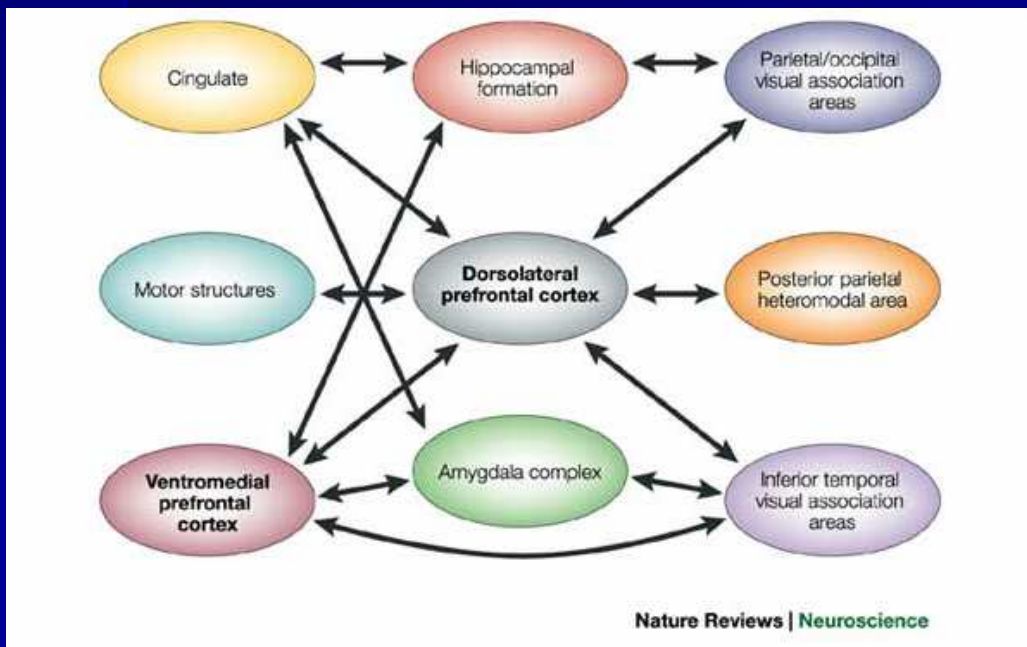 Cingulate
Hippocampal
formation
Parietal/occipital
visual association
areas
Motor structures
Dorsolateral
prefrontal cortex
Posterior parietal
heteromodal area
Ventromedial
prefrontal
cortex
Amygdala complex
Inferior temporal
visual association
areas
Nature Reviews | Neuroscience